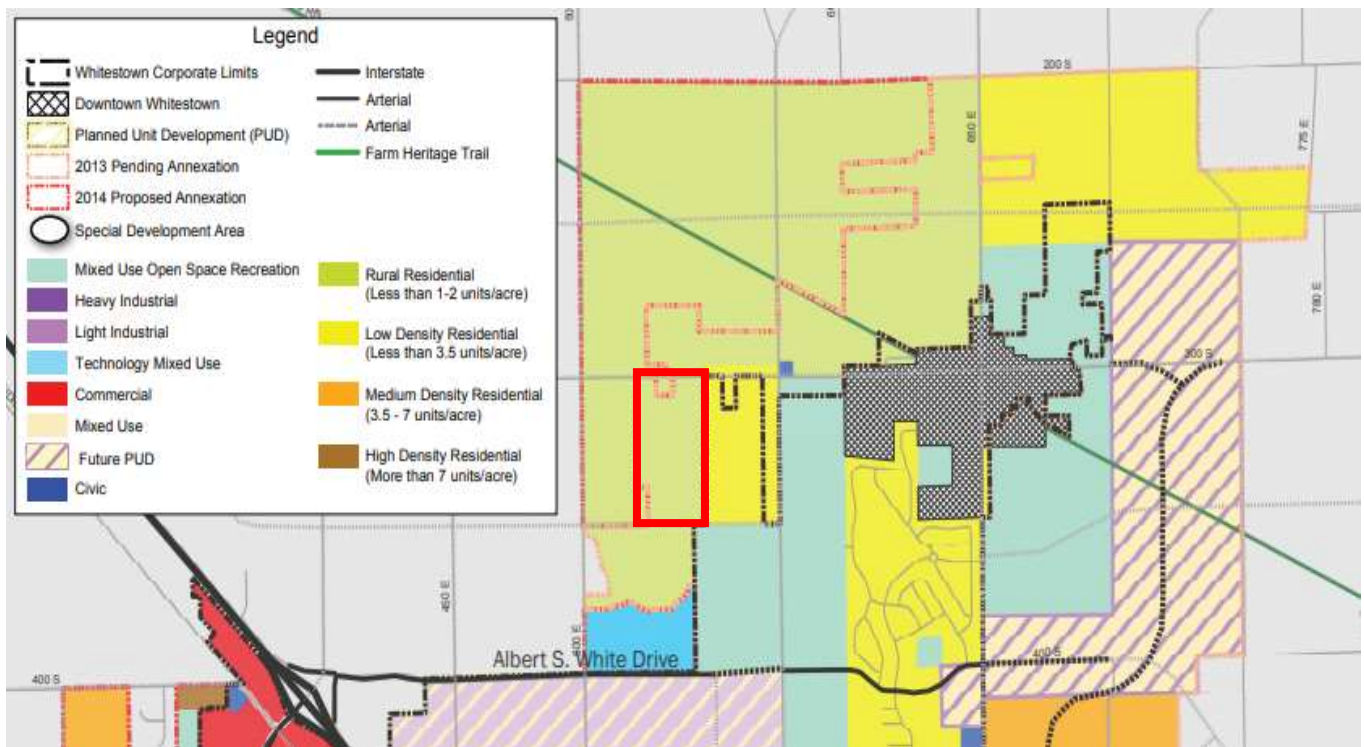 Legend
Whitestown Corporate Limits
Downtown Whitestown
Planned Unit Development (PUD)
2013 Pending Annexation
2014 Proposed Annexation
Special Development Area
Interstate
Arterial
Arterial
Farm Heritage Trail
Mixed Use Open Space Recreation
Heavy Industrial
Light Industrial
Technology Mixed Use
Commercial
Mixed Use
Future PUD
Civic
Rural Residential
(Less than 1-2 units/acre)
Low Density Residential
(Less than 3.5 units/acre)
Medium Density Residential
(3.5 - 7 units/acre)
High Density Residential
(More than 7 units/acre)
200 S
650 E
775 E
780 E
300 S
450 E
Albert S. White Drive
400 S
400 S